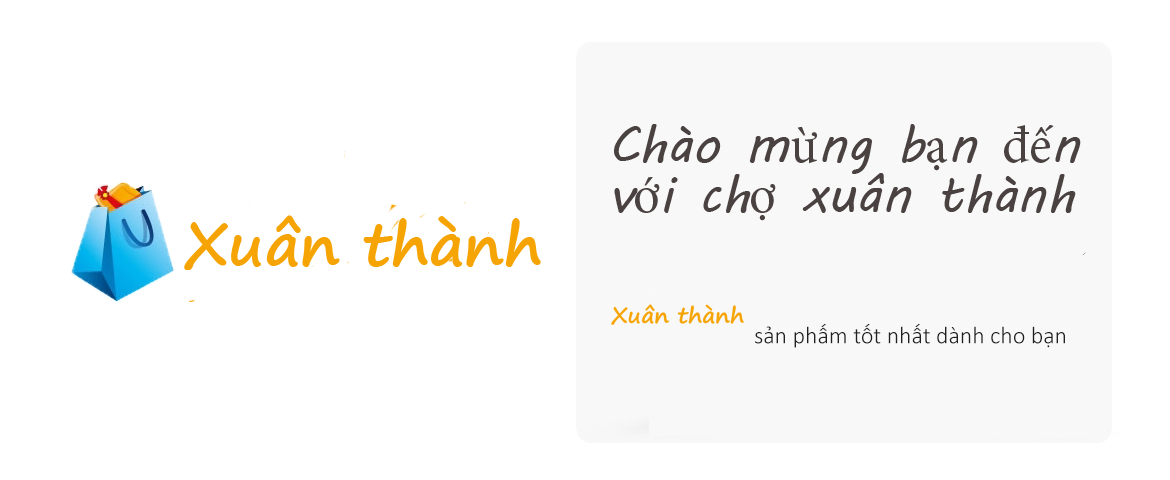 Xuân thành
Chào mừng bạn đến
với chợ xuân thành
Xuân thành
sản phẩm tốt nhất dành cho bạn